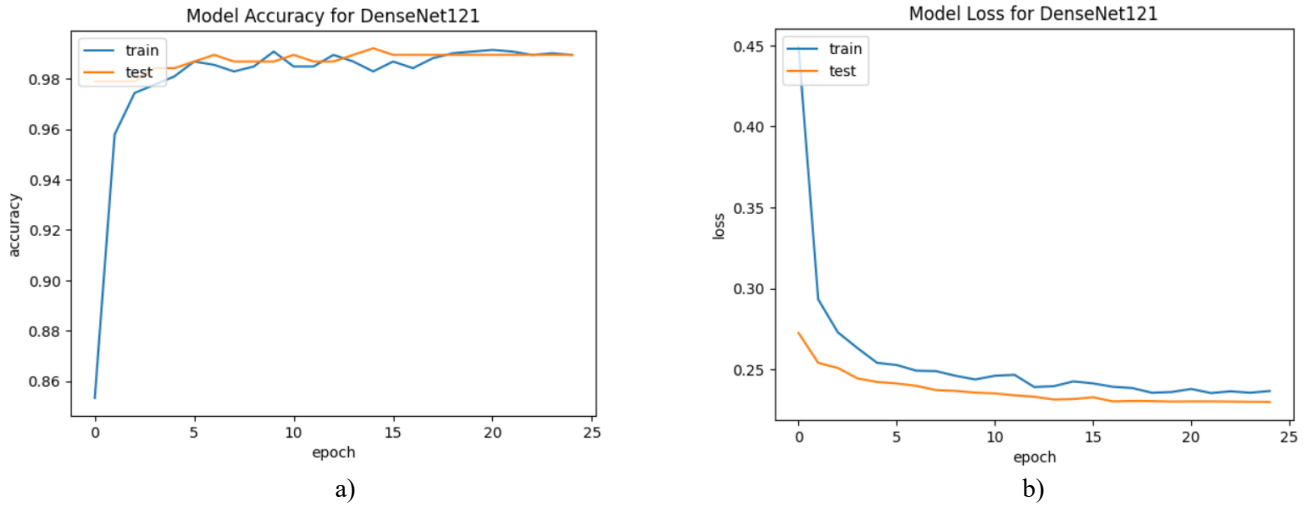 Model Accuracy for DenseNet121
train
test
0.98
0.96
0.94
0.92
0.90
0.88
0.86
accuracy
0 5 10 15 20 25
epoch
a)
Model Loss for DenseNet121
train
test
0.45
0.40
0.35
0.30
0.25
loss
0 5 10 15 20 25
epoch
b)